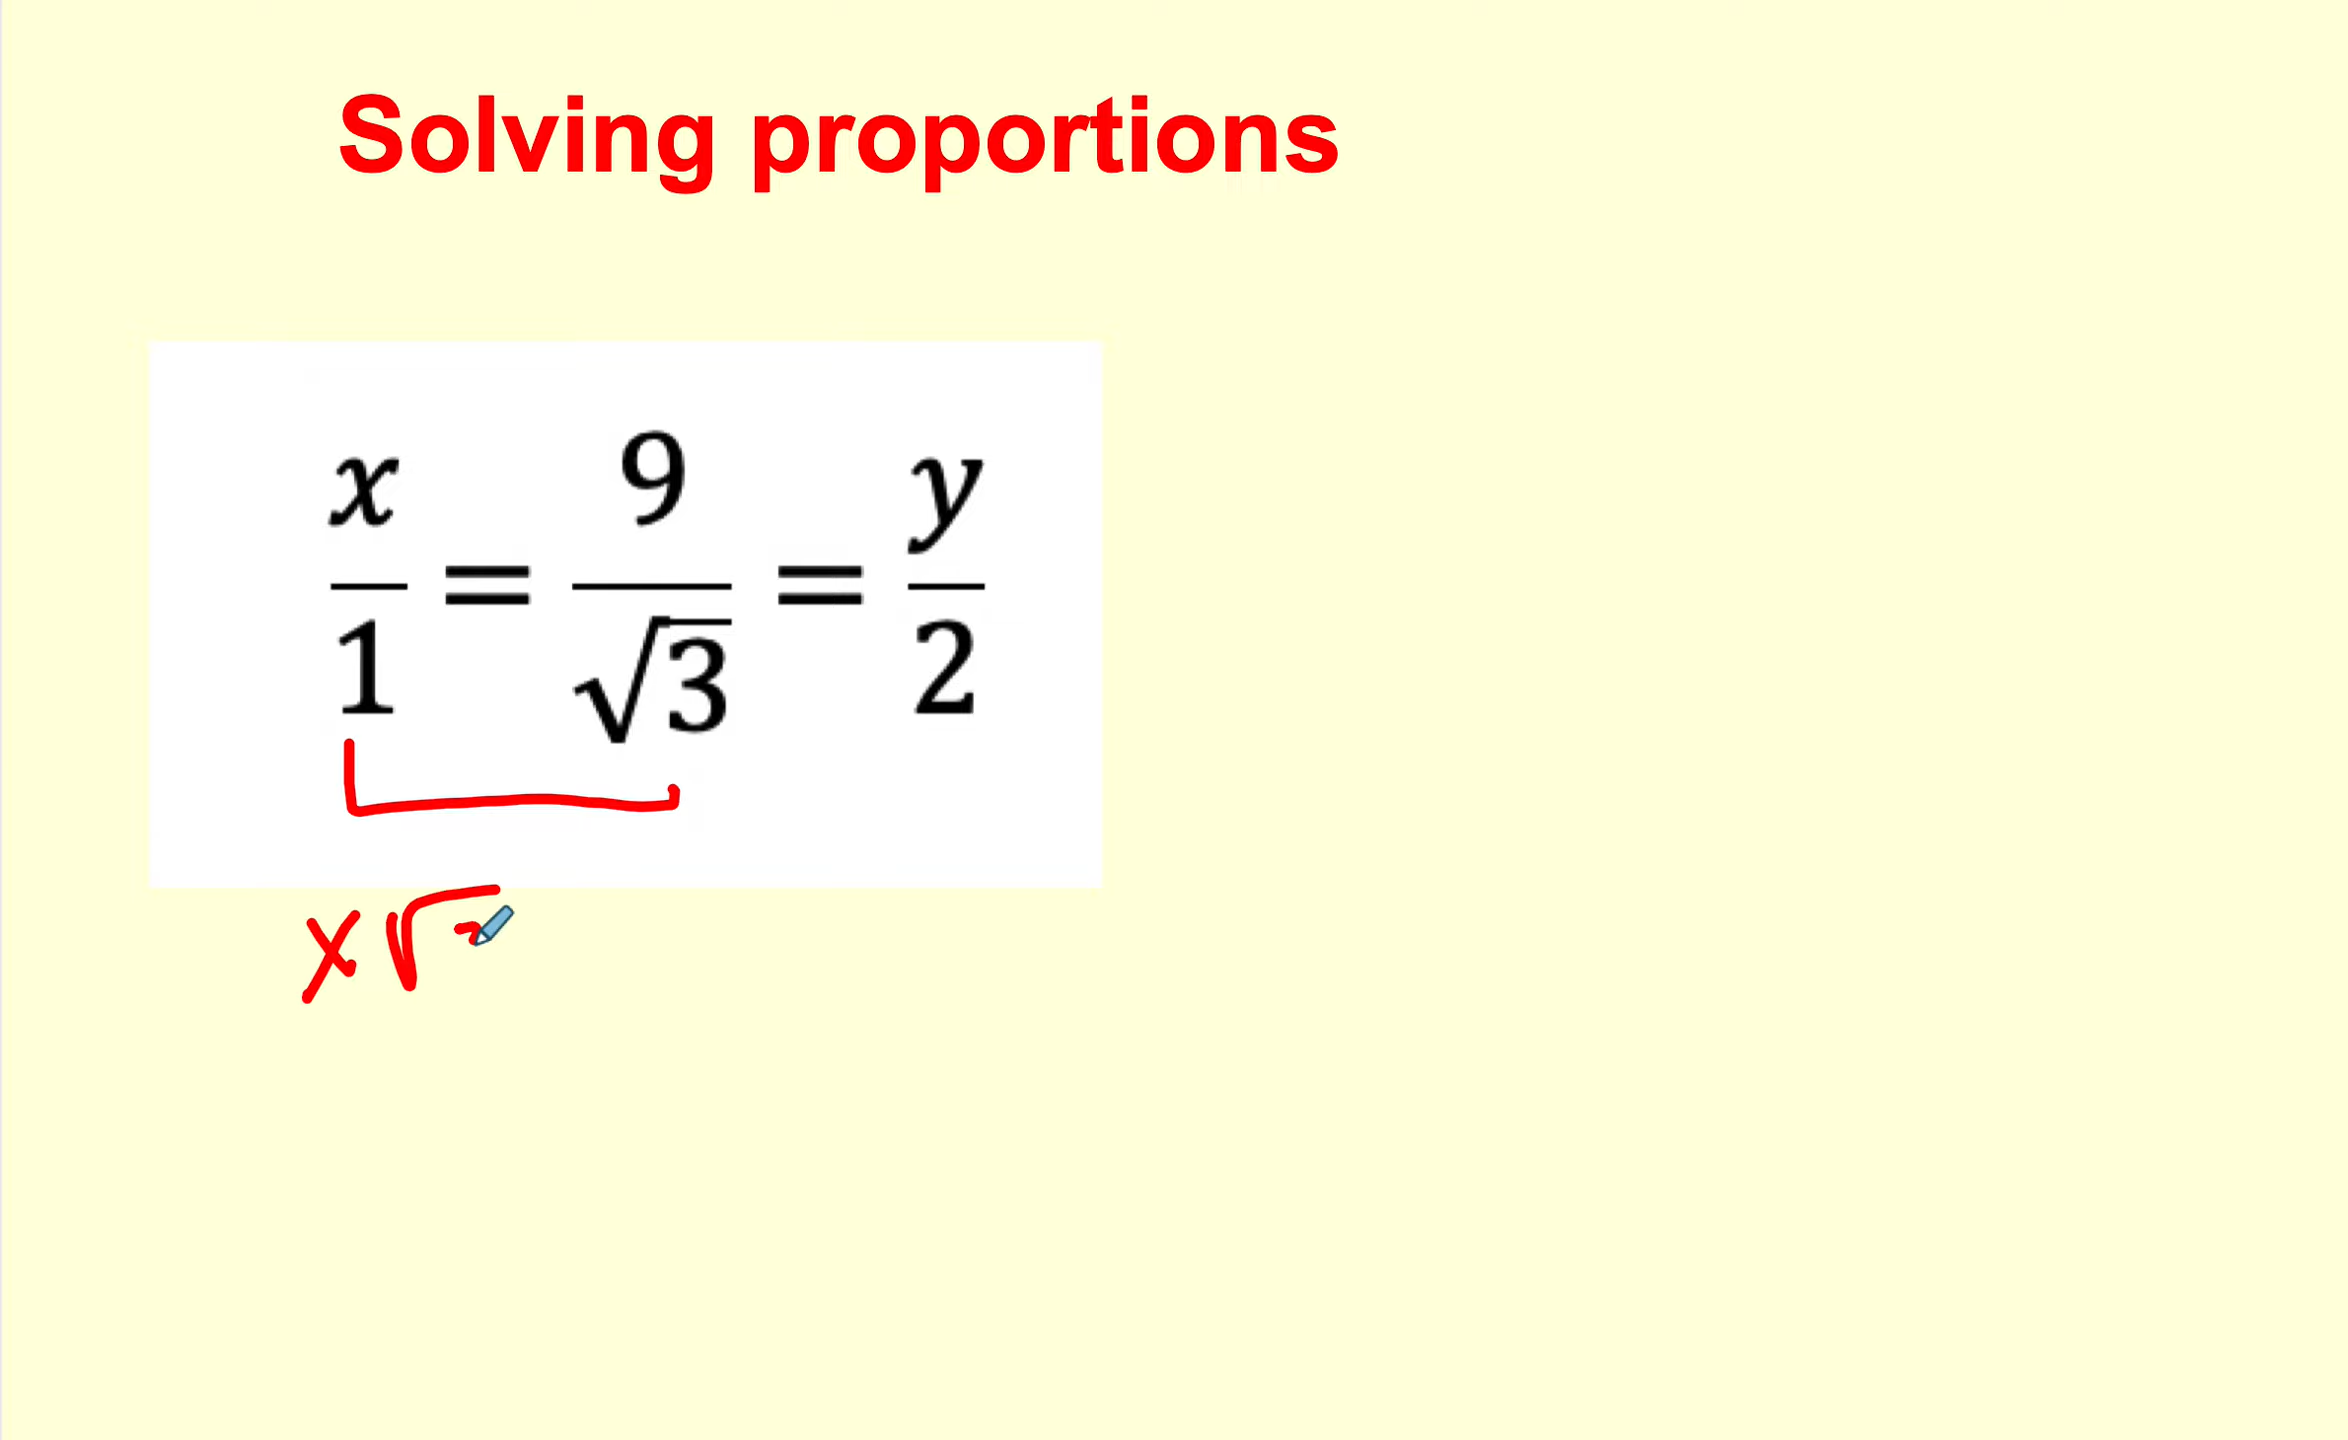 Solving proportions
x/1 = 9/√3 = y/2
x√